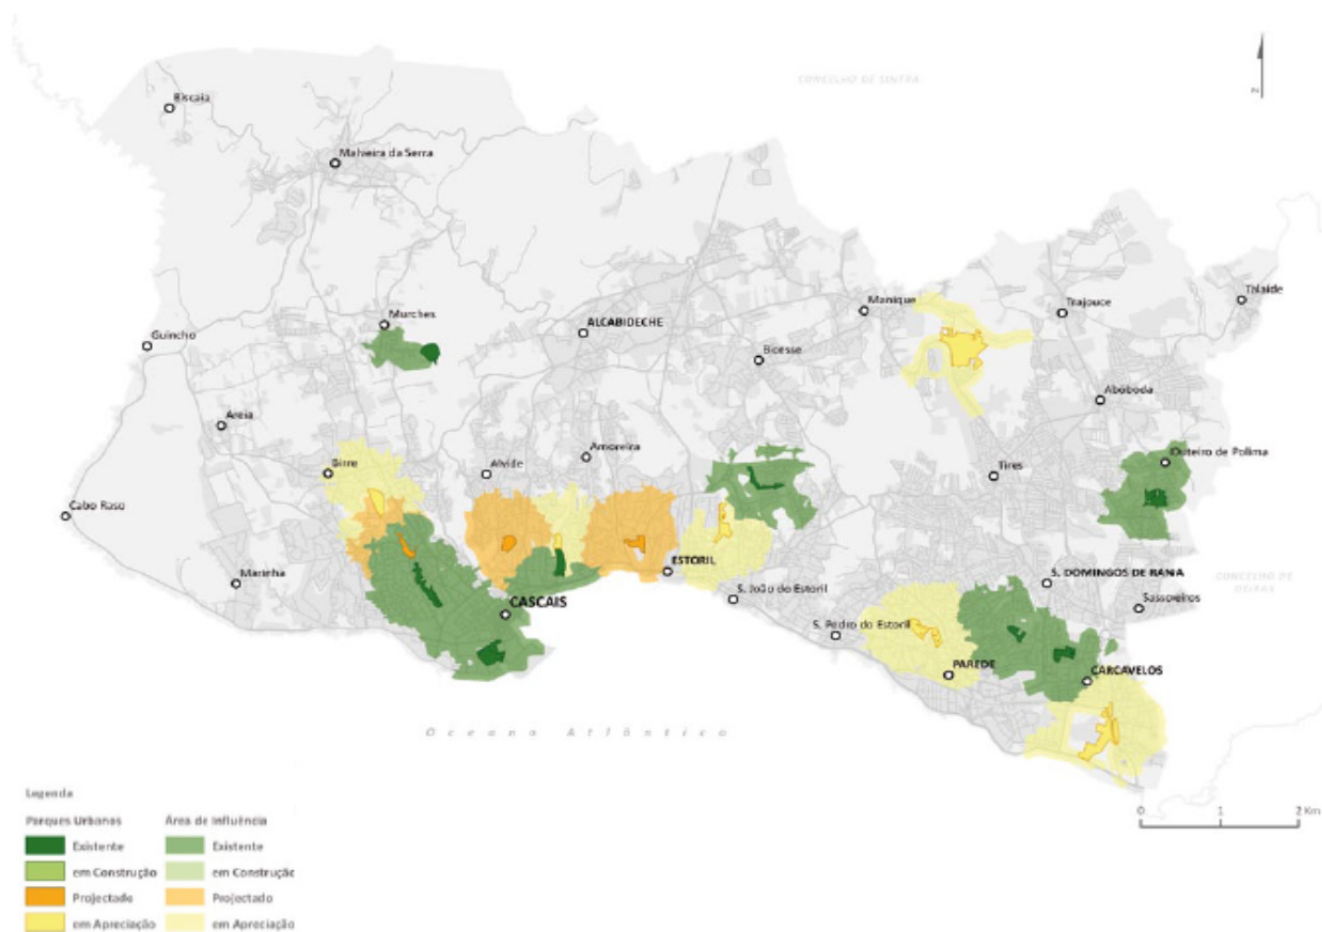 CONCELHO DE SINTRA
Biscaia
N
Malveira da Serra
Talaíde
Manique
Trajouce
Murches
ALCABIDECHE
Guincho
Bicesse
Abóboda
Areia
Amoreira
Outeiro de Polima
Birre
Alvide
Tires
Cabo Raso
ESTORIL
Marinha
S. DOMINGOS DE RANA
CONCELHO DE
OEIRAS
S. João do Estoril
CASCAIS
Sassoeiros
S. Pedro do Estoril
PAREDE
CARCAVELOS
Oceano Atlântico
Legenda
Parques Urbanos Área de Influência
Existente Existente
em Construção em Construçãc
Projectado Projectado
em Apreciação em Apreciação
0 1 2 Km